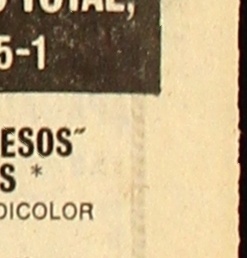 O TOTAL,
5-1
ESOS"
S *
DICOLOR